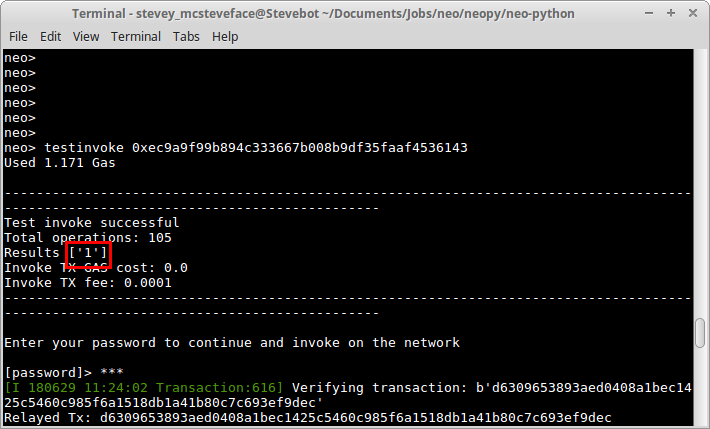 Terminal - stevey_mcsteveface@Stevebot ~/Documents/Jobs/neo/neopy/neo-python
File Edit View Terminal Tabs Help
neo>
neo>
neo>
neo>
neo>
neo>
neo> testinvoke 0xec9a9f99b894c333667b008b9df35faaf4536143
Used 1.171 Gas
--------------------------------------------------------------------------------------
-----------------------------------------------
Test invoke successful
Total operations: 105
Results ['1']
Invoke TX GAS cost: 0.0
Invoke TX fee: 0.0001
--------------------------------------------------------------------------------------
-----------------------------------------------
Enter your password to continue and invoke on the network
[password]> ***
[I 180629 11:24:02 Transaction:616] Verifying transaction: b'd6309653893aed0408a1bec14
25c5460c985f6a1518db1a41b80c7c693ef9dec'
Relayed Tx: d6309653893aed0408a1bec1425c5460c985f6a1518db1a41b80c7c693ef9dec